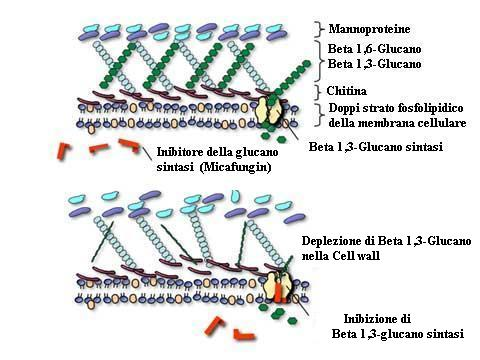 Mannoproteine
Beta 1,6-Glucano
Beta 1,3-Glucano
Chitina
Doppi strato fosfolipidico
della membrana cellulare
Beta 1,3-Glucano sintasi
Inibitore della glucano
sintasi (Micafungin)
Deplezione di Beta 1,3-Glucano
nella Cell wall
Inibizione di
Beta 1,3-glucano sintasi